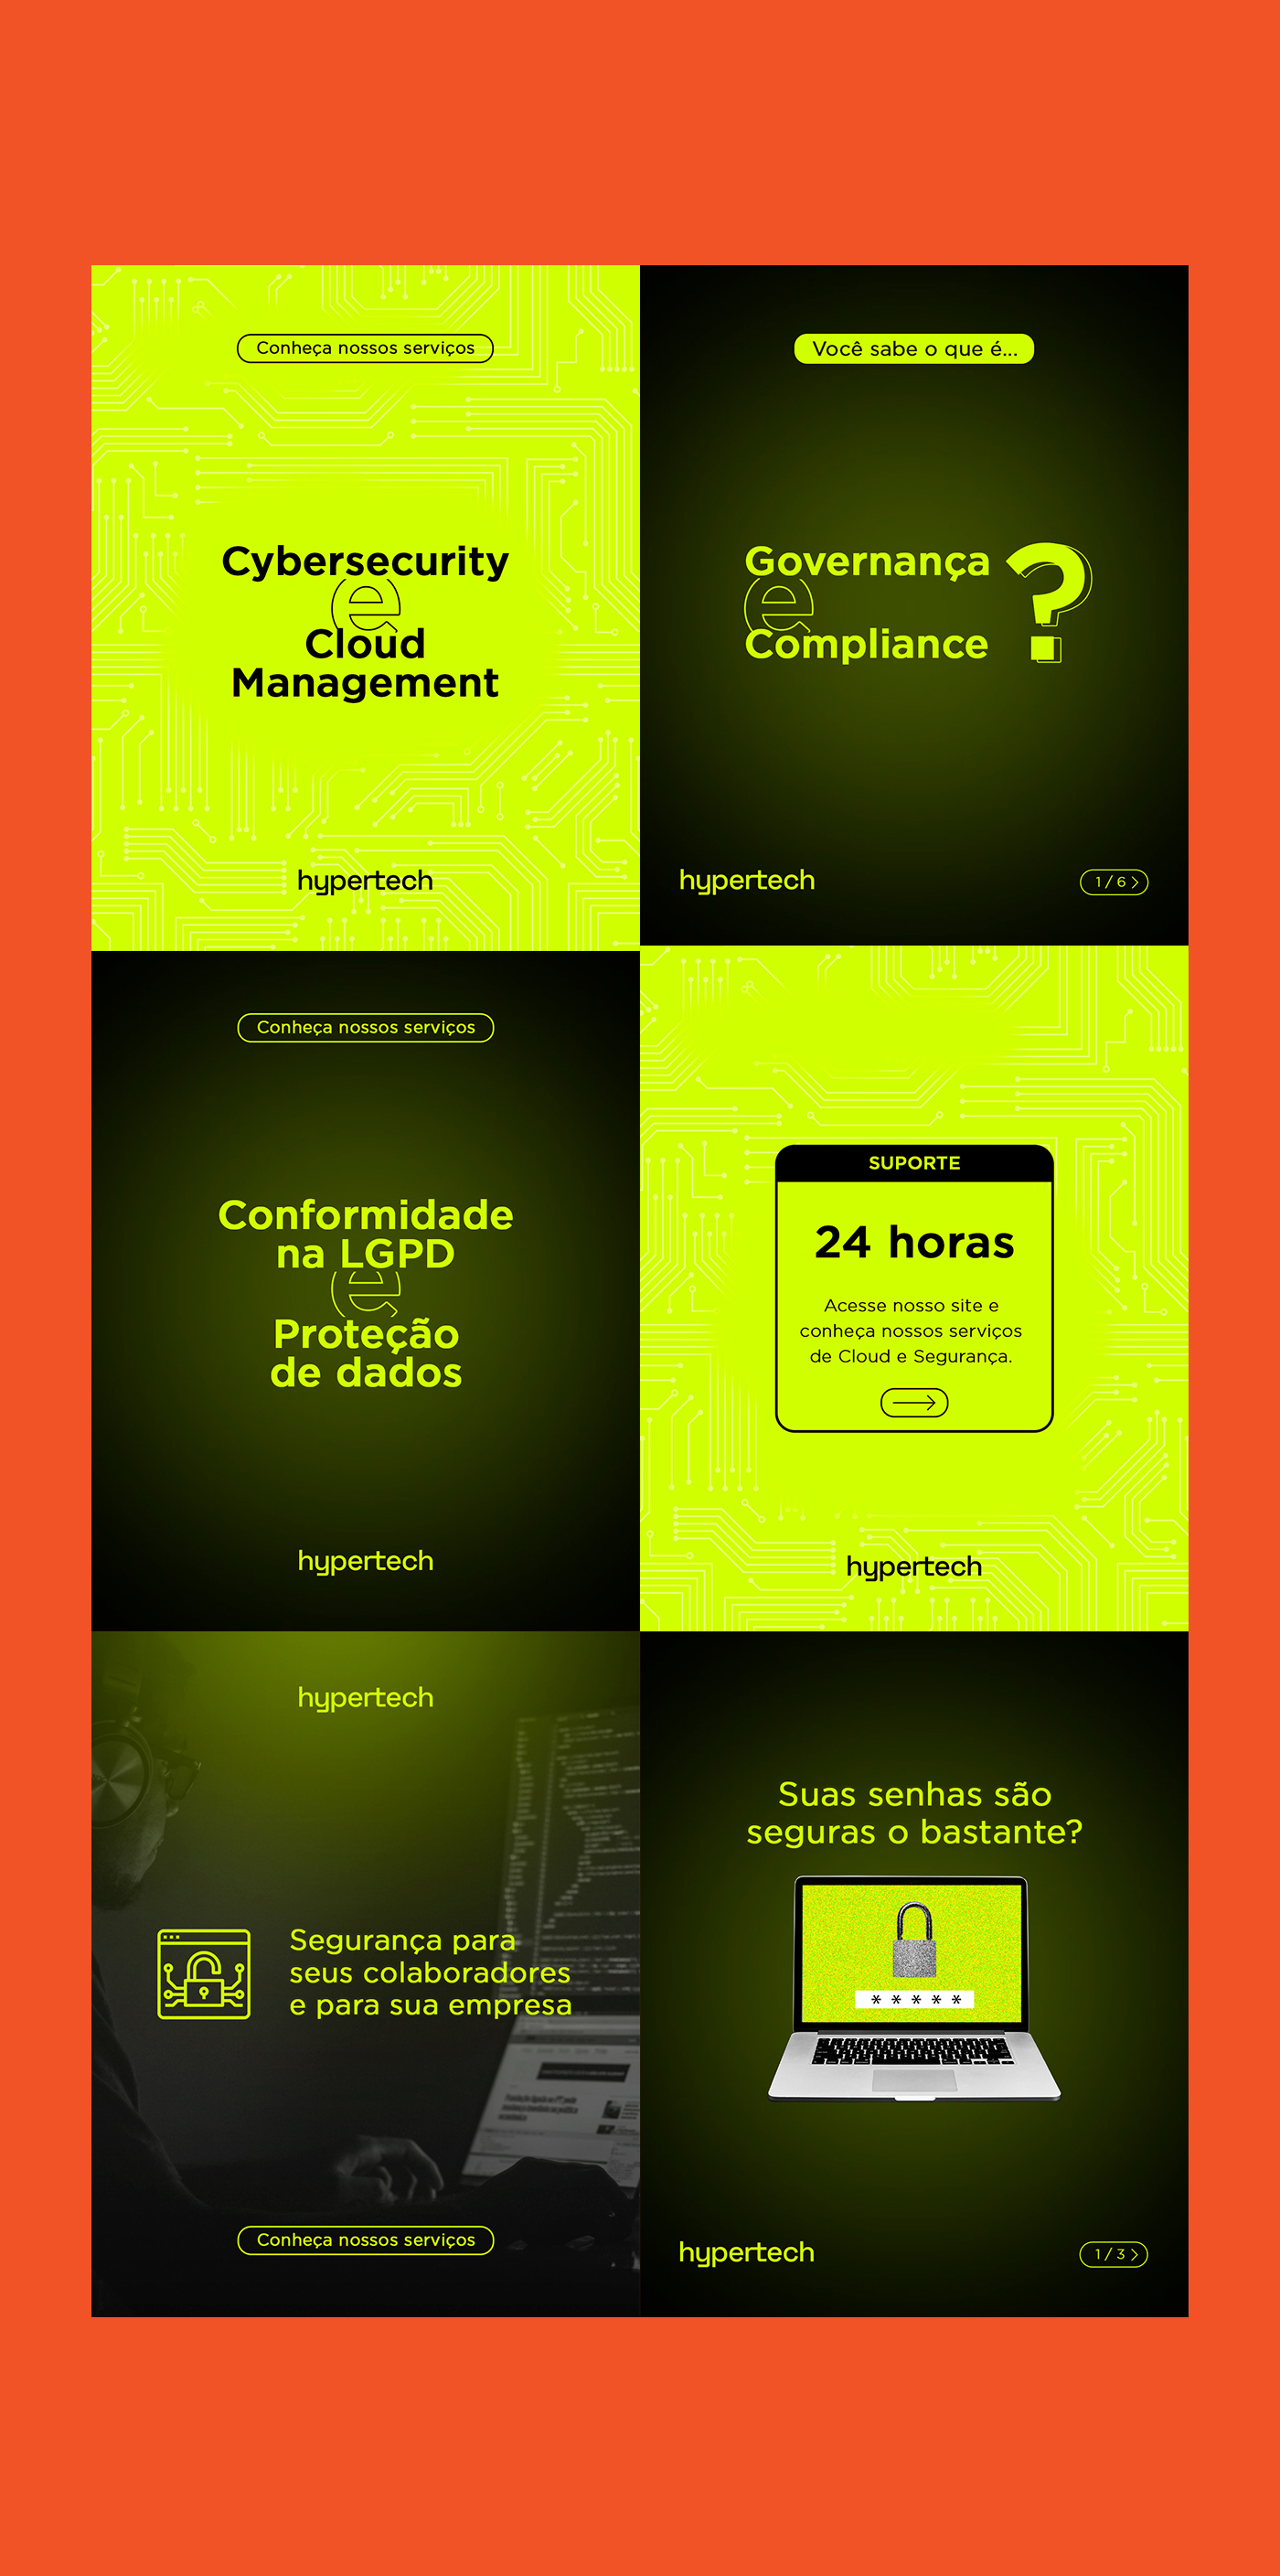 Conheça nossos serviços
Cybersecurity
e
Cloud
Management
hypertech
Você sabe o que é...
Governança
e
Compliance
?
hypertech
1 / 6 >
Conheça nossos serviços
Conformidade
na LGPD
e
Proteção
de dados
hypertech
SUPORTE
24 horas
Acesse nosso site e
conheça nossos serviços
de Cloud e Segurança.
hypertech
hypertech
Segurança para
seus colaboradores
e para sua empresa
Conheça nossos serviços
Suas senhas são
seguras o bastante?
* * * * *
hypertech
1 / 3 >